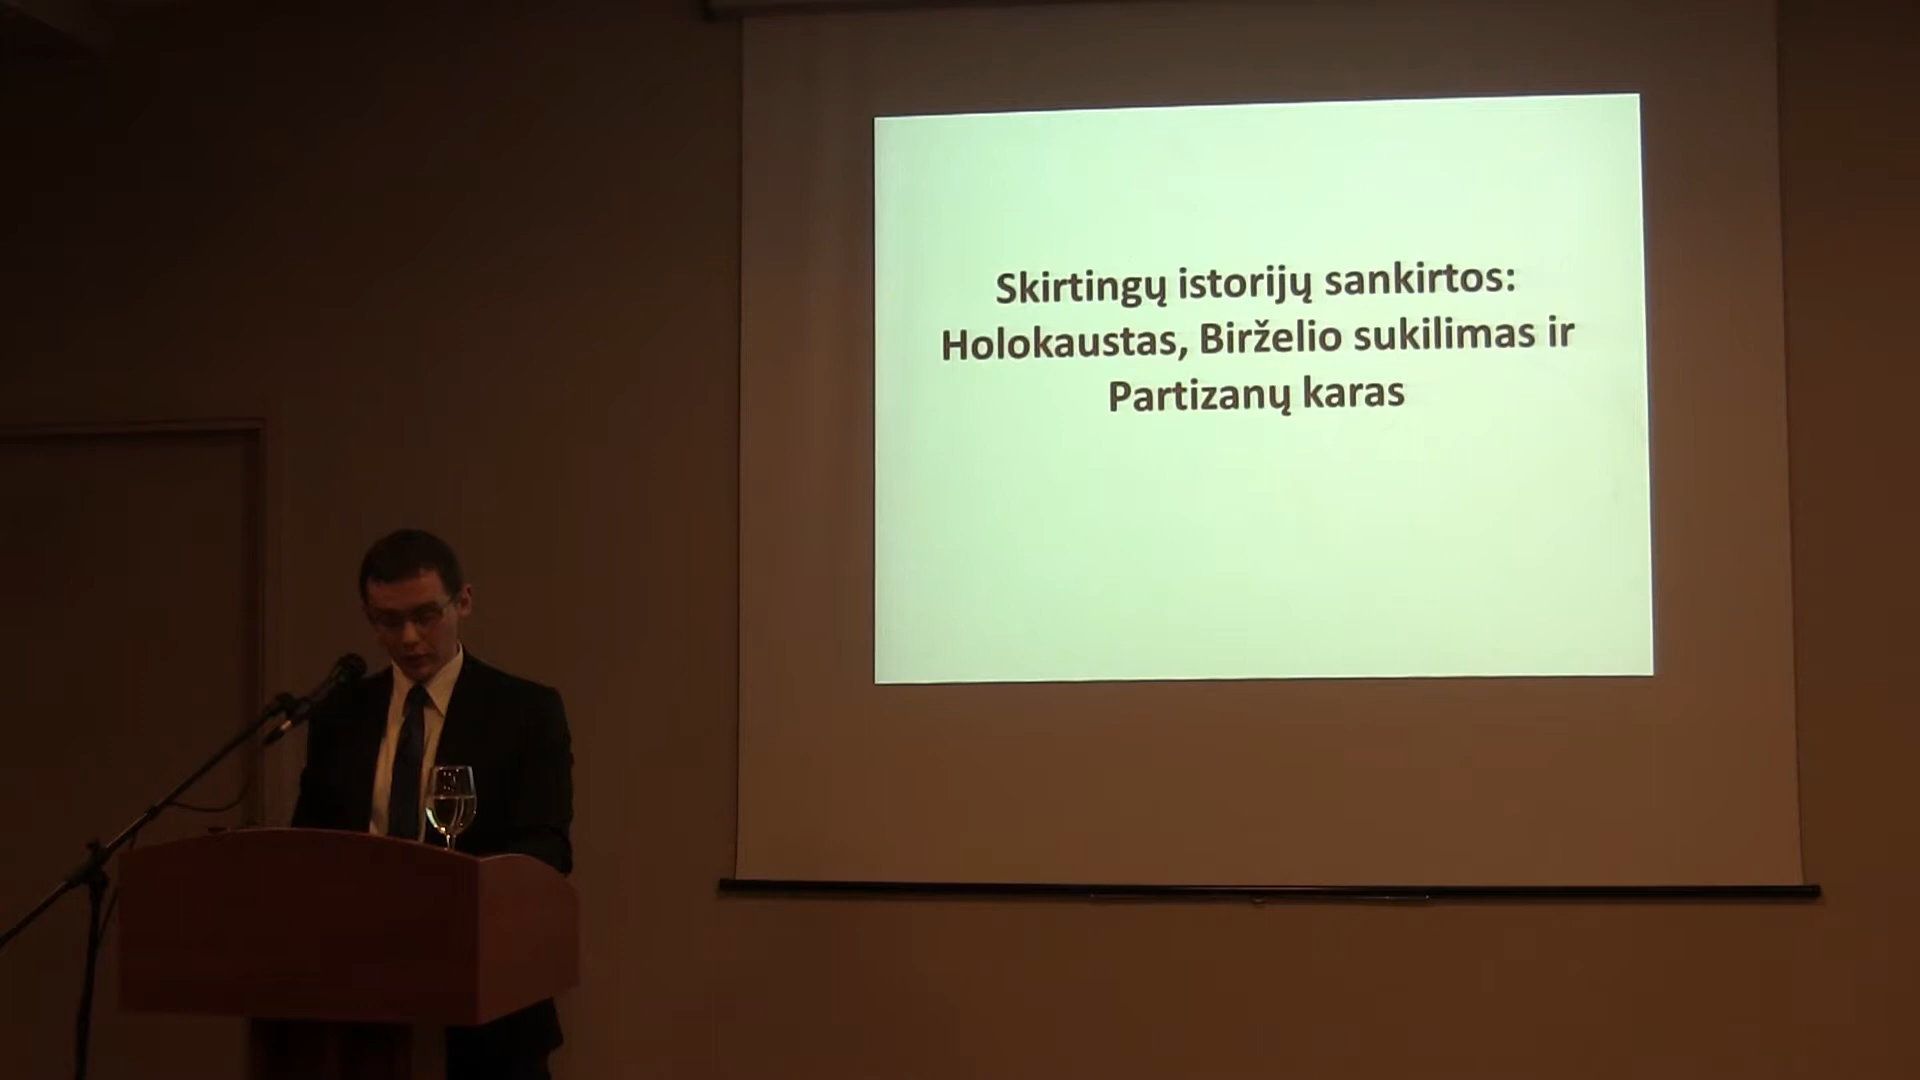 Skirtingų istorijų sankirtos:
Holokaustas, Birželio sukilimas ir
Partizanų karas